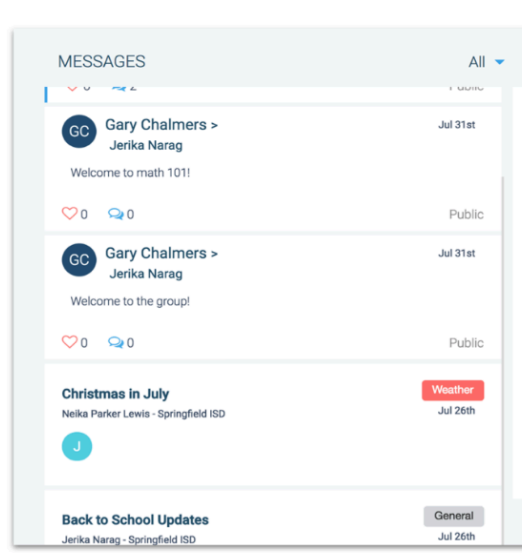 MESSAGES
All
0 2 Public
GC Gary Chalmers > Jul 31st
Jerika Narag
Welcome to math 101!
0 0 Public
GC Gary Chalmers > Jul 31st
Jerika Narag
Welcome to the group!
0 0 Public
Christmas in July Weather
Neika Parker Lewis - Springfield ISD Jul 26th
J
Back to School Updates General
Jerika Narag - Springfield ISD Jul 26th